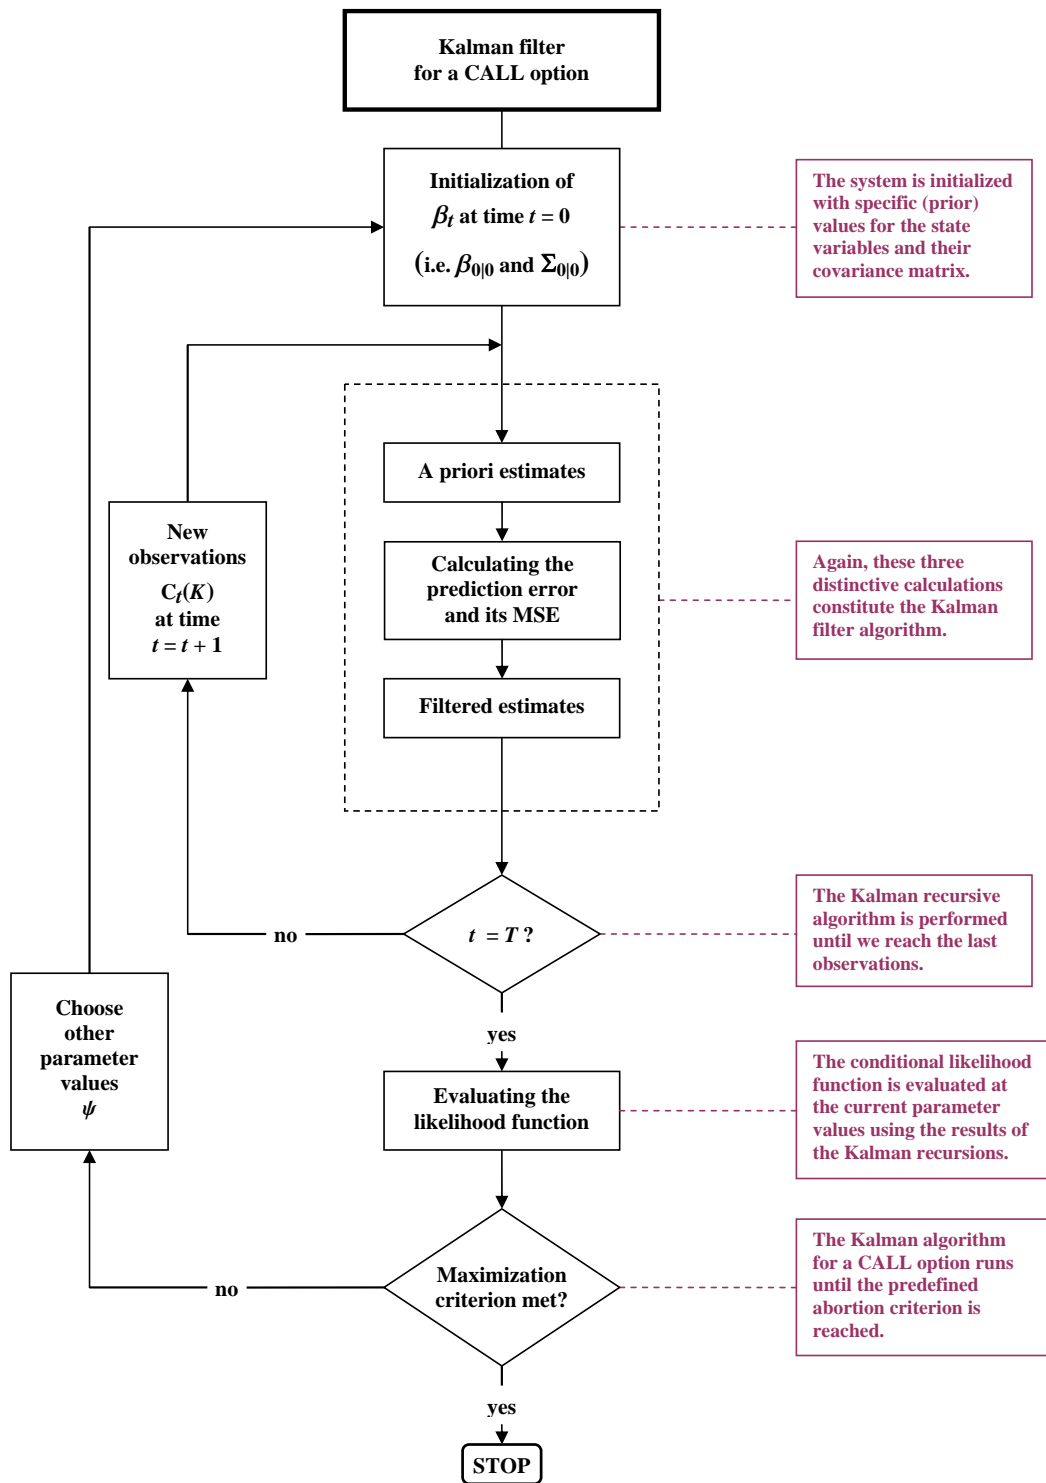 Kalman filter
for a CALL option
Initialization of
βt at time t = 0
(i.e. β0|0 and Σ0|0)
The system is initialized
with specific (prior)
values for the state
variables and their
covariance matrix.
A priori estimates
New
observations
Ct(K)
at time
t = t + 1
Calculating the
prediction error
and its MSE
Again, these three
distinctive calculations
constitute the Kalman
filter algorithm.
Filtered estimates
no
t = T ?
The Kalman recursive
algorithm is performed
until we reach the last
observations.
yes
Choose
other
parameter
values
ψ
Evaluating the
likelihood function
The conditional likelihood
function is evaluated at
the current parameter
values using the results of
the Kalman recursions.
no
Maximization
criterion met?
The Kalman algorithm
for a CALL option runs
until the predefined
abortion criterion is
reached.
yes
STOP